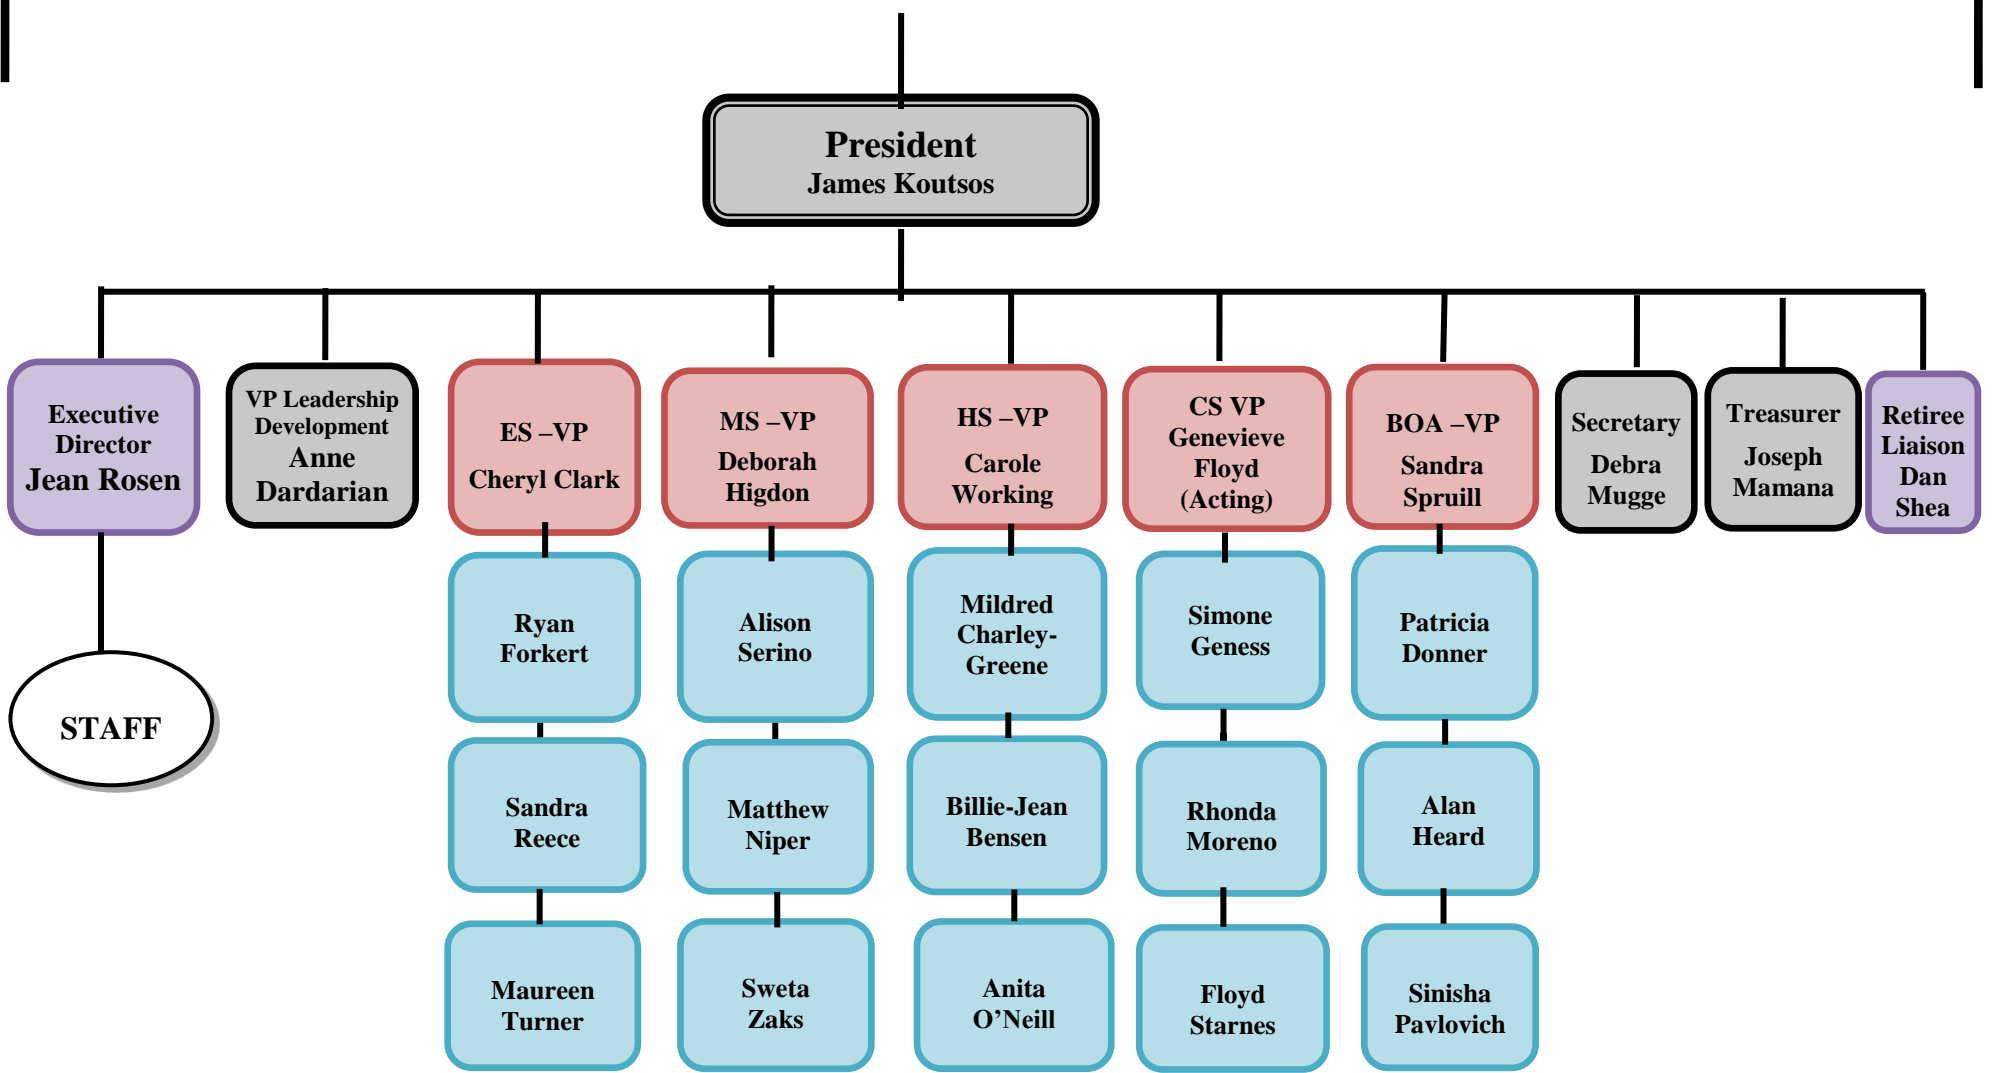 President
James Koutsos
Executive
Director
Jean Rosen
VP Leadership
Development
Anne
Dardarian
ES –VP
Cheryl Clark
MS –VP
Deborah
Higdon
HS –VP
Carole
Working
CS VP
Genevieve
Floyd
(Acting)
BOA –VP
Sandra
Spruill
Secretary
Debra
Mugge
Treasurer
Joseph
Mamana
Retiree
Liaison
Dan
Shea
STAFF
Ryan
Forkert
Alison
Serino
Mildred
Charley-
Greene
Simone
Geness
Patricia
Donner
Sandra
Reece
Matthew
Niper
Billie-Jean
Bensen
Rhonda
Moreno
Alan
Heard
Maureen
Turner
Sweta
Zaks
Anita
O’Neill
Floyd
Starnes
Sinisha
Pavlovich